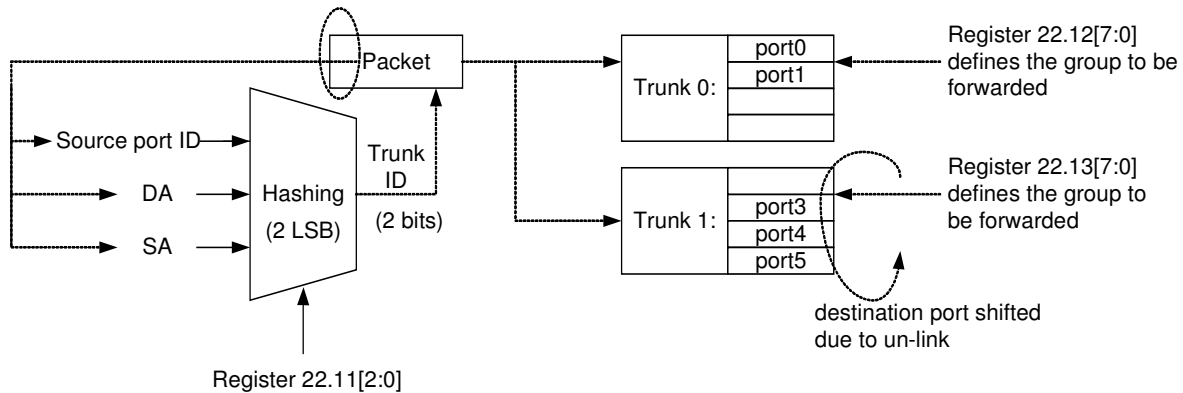 Packet
Source port ID
DA
SA
Hashing
(2 LSB)
Trunk
ID
(2 bits)
Register 22.11[2:0]
Trunk 0:
port0
port1
Register 22.12[7:0]
defines the group to be
forwarded
Trunk 1:
port3
port4
port5
Register 22.13[7:0]
defines the group to
be forwarded
destination port shifted
due to un-link